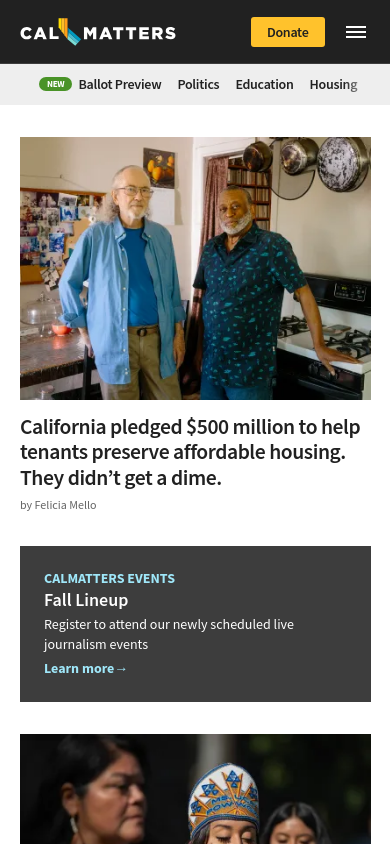 CAL MATTERS
Donate
NEW Ballot Preview Politics Education Housing
California pledged $500 million to help
tenants preserve affordable housing.
They didn’t get a dime.
by Felicia Mello
CALMATTERS EVENTS
Fall Lineup
Register to attend our newly scheduled live
journalism events
Learn more→